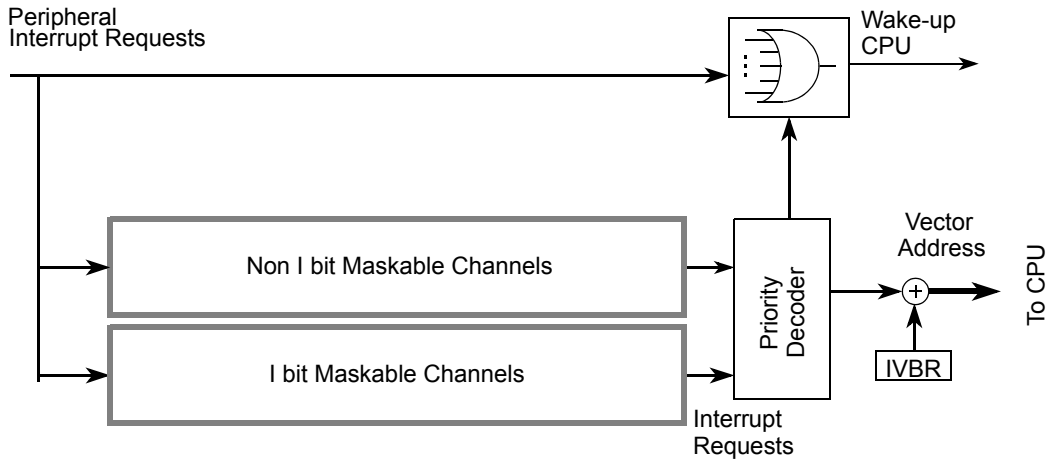 Peripheral
Interrupt Requests
Wake-up
CPU
Non I bit Maskable Channels
I bit Maskable Channels
Priority
Decoder
Interrupt
Requests
Vector
Address
+
IVBR
To CPU